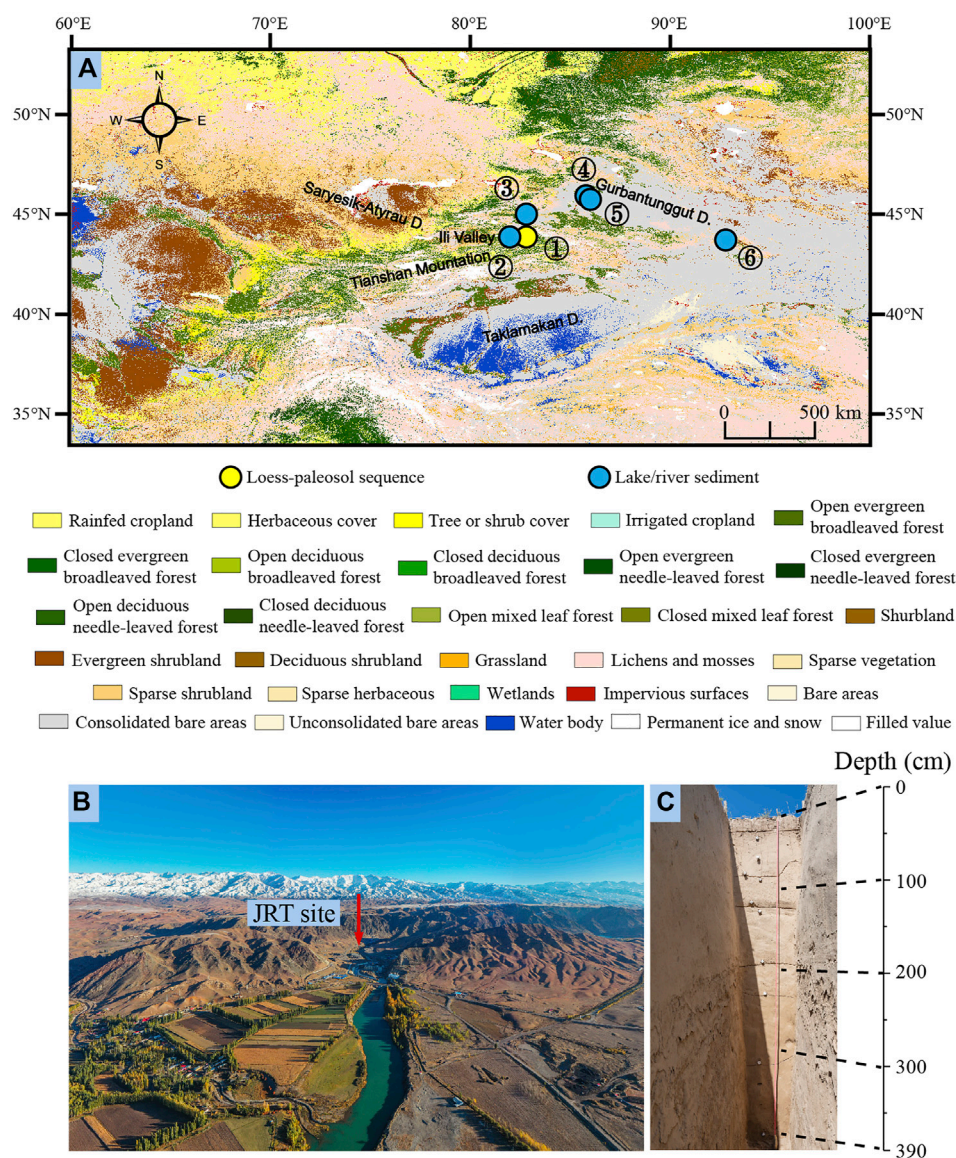 60°E 70°E 80°E 90°E 100°E
A
N
W E
S
50°N 50°N
④
③ Gurbantunggut D.
Saryesik-Atyrau D.
45°N ⑤ 45°N
Ili Valley
① ⑥
Tianshan Mountation ②
40°N Taklamakan D. 40°N
35°N 0 500 km 35°N
Loess-paleosol sequence Lake/river sediment
Rainfed cropland Herbaceous cover Tree or shrub cover Irrigated cropland Open evergreen
broadleaved forest
Closed evergreen Open deciduous Closed deciduous Open evergreen Closed evergreen
broadleaved forest broadleaved forest broadleaved forest needle-leaved forest needle-leaved forest
Open deciduous Closed deciduous Open mixed leaf forest Closed mixed leaf forest Shurbland
needle-leaved forest needle-leaved forest
Evergreen shrubland Deciduous shrubland Grassland Lichens and mosses Sparse vegetation
Sparse shrubland Sparse herbaceous Wetlands Impervious surfaces Bare areas
Consolidated bare areas Unconsolidated bare areas Water body Permanent ice and snow Filled value
Depth (cm)
B C 0
JRT site
100
200
300
390